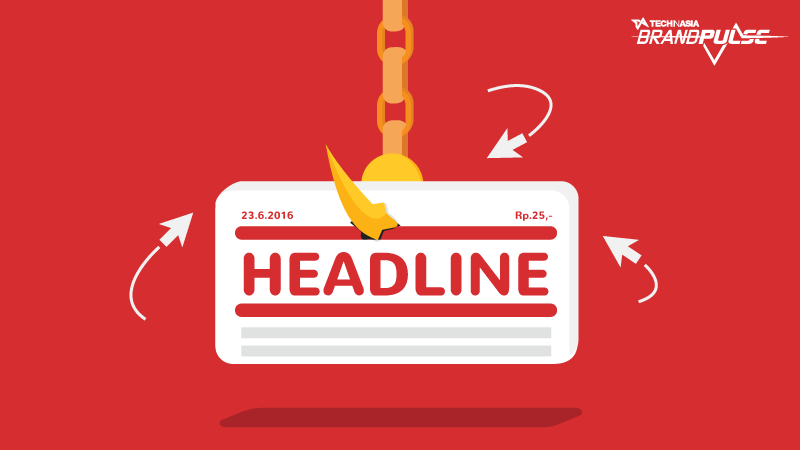 TECHINASIA
BRANDPULSE
23.6.2016 Rp.25,-
HEADLINE